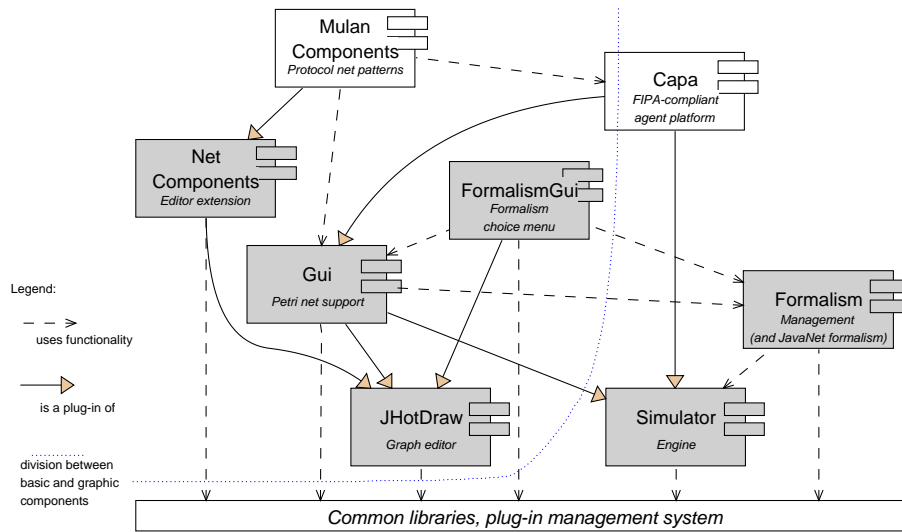 Mulan
Components
Protocol net patterns
Capa
FIPA-compliant
agent platform
Net
Components
Editor extension
FormalismGui
Formalism
choice menu
Gui
Petri net support
Formalism
Management
(and JavaNet formalism)
Legend:
uses functionality
is a plug-in of
division between
basic and graphic
components
JHotDraw
Graph editor
Simulator
Engine
Common libraries, plug-in management system